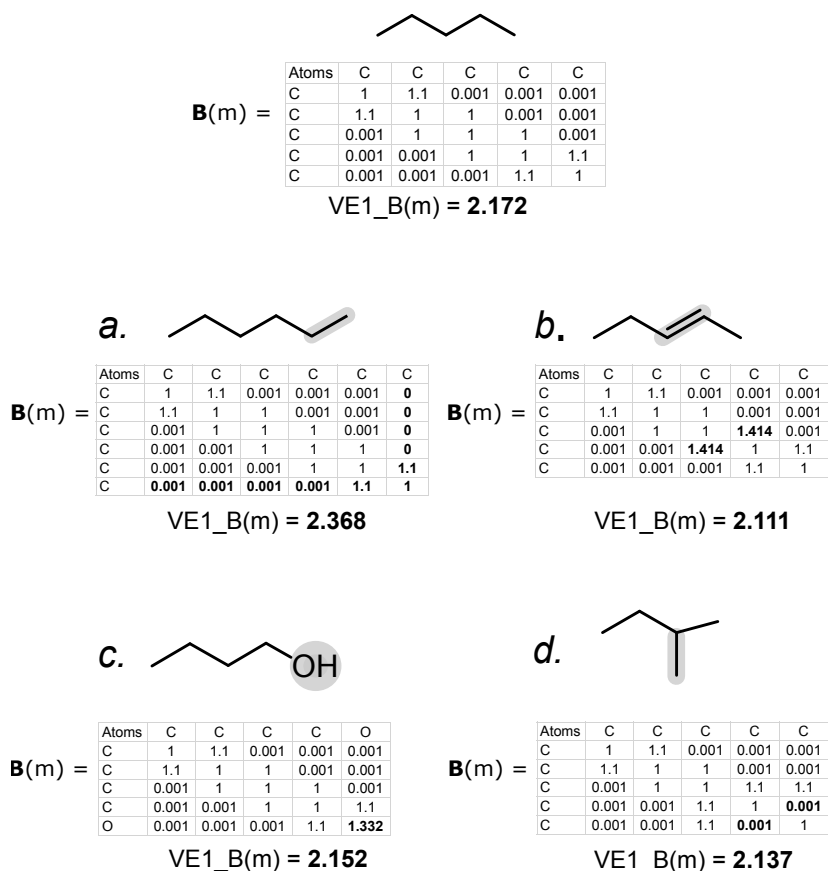 Atoms C C C C C
C 1 1.1 0.001 0.001 0.001
C 1.1 1 1 0.001 0.001
B(m) =
C 0.001 1 1 1 0.001
C 0.001 0.001 1 1 1.1
C 0.001 0.001 0.001 1.1 1
VE1_B(m) = 2.172
a.
Atoms C C C C C C
C 1 1.1 0.001 0.001 0.001 0
C 1.1 1 1 0.001 0.001 0
B(m) =
C 0.001 1 1 1 0.001 0
C 0.001 0.001 1 1 1 0
C 0.001 0.001 0.001 1 1 1.1
C 0.001 0.001 0.001 0.001 1.1 1
VE1_B(m) = 2.368
b.
Atoms C C C C C
C 1 1.1 0.001 0.001 0.001
C 1.1 1 1 0.001 0.001
B(m) =
C 0.001 1 1 1.414 0.001
C 0.001 0.001 1.414 1 1.1
C 0.001 0.001 0.001 1.1 1
VE1_B(m) = 2.111
c.
OH
Atoms C C C C O
C 1 1.1 0.001 0.001 0.001
C 1.1 1 1 0.001 0.001
B(m) =
C 0.001 1 1 1 0.001
C 0.001 0.001 1 1 1.1
O 0.001 0.001 0.001 1.1 1.332
VE1_B(m) = 2.152
d.
Atoms C C C C C
C 1 1.1 0.001 0.001 0.001
C 1.1 1 1 0.001 0.001
B(m) =
C 0.001 1 1 1.1 1.1
C 0.001 0.001 1.1 1 0.001
C 0.001 0.001 1.1 0.001 1
VE1 B(m) = 2.137